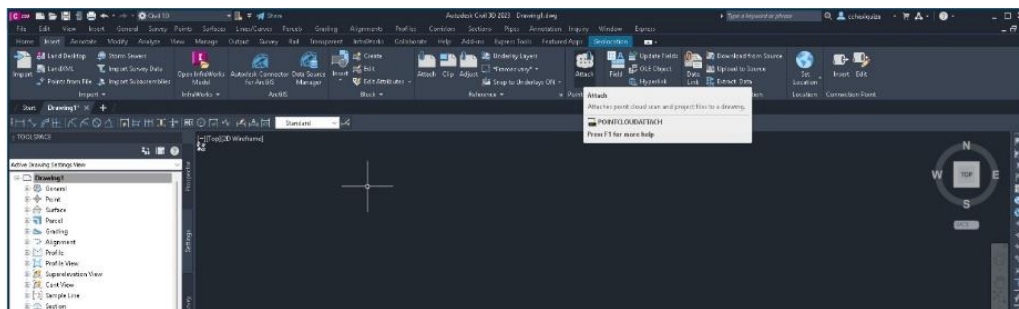 Civil 3D
Share
Autodesk Civil 3D 2023 Drawing1.dwg
Type a keyword or phrase
File Edit View Insert General Survey Points Surfaces Lines/Curves Parcels Grading Alignments Profiles Corridors Sections Pipes Annotation Inquiry Window Express
Home Insert Annotate Modify Analyze View Manage Output Survey Rail Transparent InfraWorks Collaborate Help Add-ins Express Tools Featured Apps Geolocation
Land Desktop Storm Sewers Create Underlay Layers Update Fields Download from Source
LandXML Import Survey Data Edit *Frames vary* OLE Object Upload to Source
Points from File Import Subassemblies Edit Attributes Snap to Underlays ON Hyperlink Extract Data
Import Open InfraWorks Model Autodesk Connector For ArcGIS Data Source Manager Insert Attach Clip Adjust Attach Field Data Link Set Location Insert Edit
Import InfraWorks ArcGIS Block Reference Location Connection Point
Start Drawing1*
Attach
Attaches point cloud scan and project files to a drawing.
POINTCLOUDATTACH
Press F1 for more help
Standard
TOOLSPACE
[-][Top][2D Wireframe]
Active Drawing Settings View
Drawing1
General
Point
Surface
Parcel
Grading
Alignment
Profile
Profile View
Superelevation View
Cant View
Sample Line
Section
Prospector
Settings
N
W TOP E
S